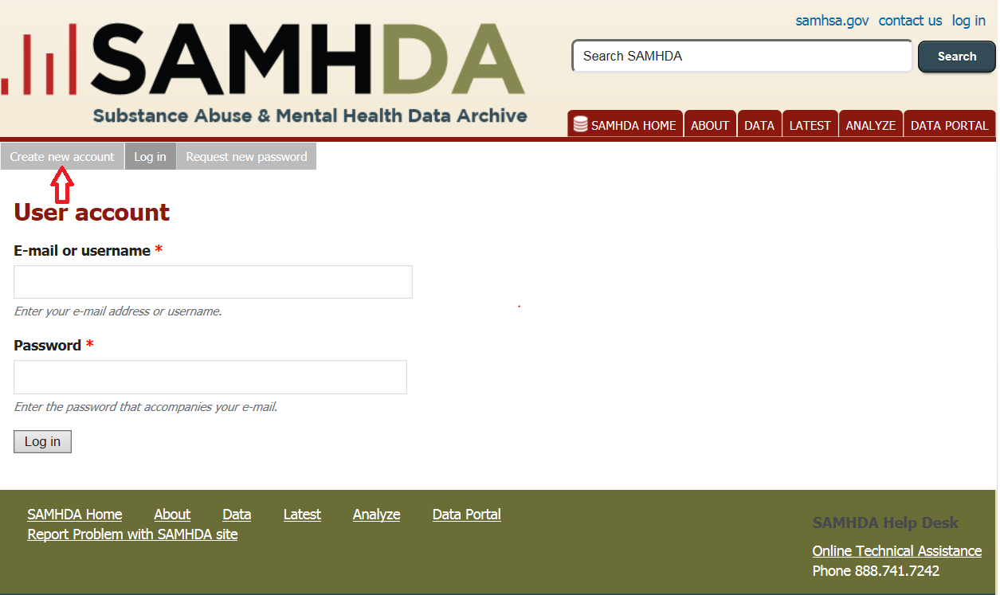 samhsa.gov contact us log in
SAMHDA
Substance Abuse & Mental Health Data Archive
Search SAMHDA
Search
SAMHDA HOME ABOUT DATA LATEST ANALYZE DATA PORTAL
Create new account Log in Request new password
User account
E-mail or username *
Enter your e-mail address or username.
Password *
Enter the password that accompanies your e-mail.
Log in
SAMHDA Home About Data Latest Analyze Data Portal
Report Problem with SAMHDA site
SAMHDA Help Desk
Online Technical Assistance
Phone 888.741.7242